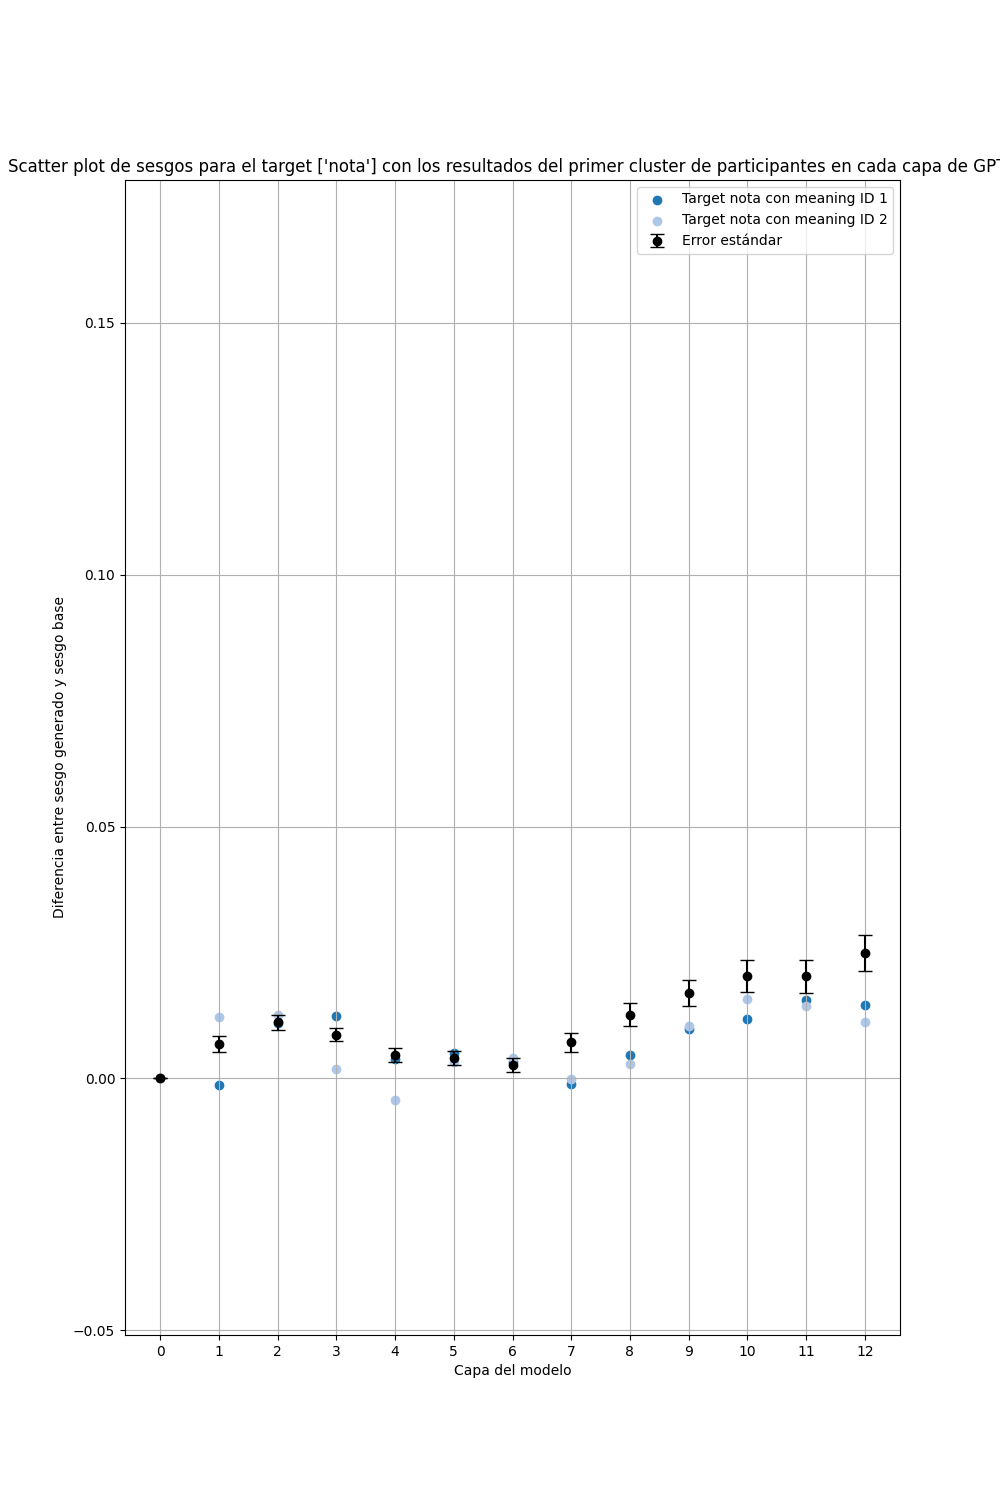 Scatter plot de sesgos para el target ['nota'] con los resultados del primer cluster de participantes en cada capa de GPT
Target nota con meaning ID 1
Target nota con meaning ID 2
Error estándar
Diferencia entre sesgo generado y sesgo base
0.15
0.10
0.05
0.00
−0.05
0 1 2 3 4 5 6 7 8 9 10 11 12
Capa del modelo